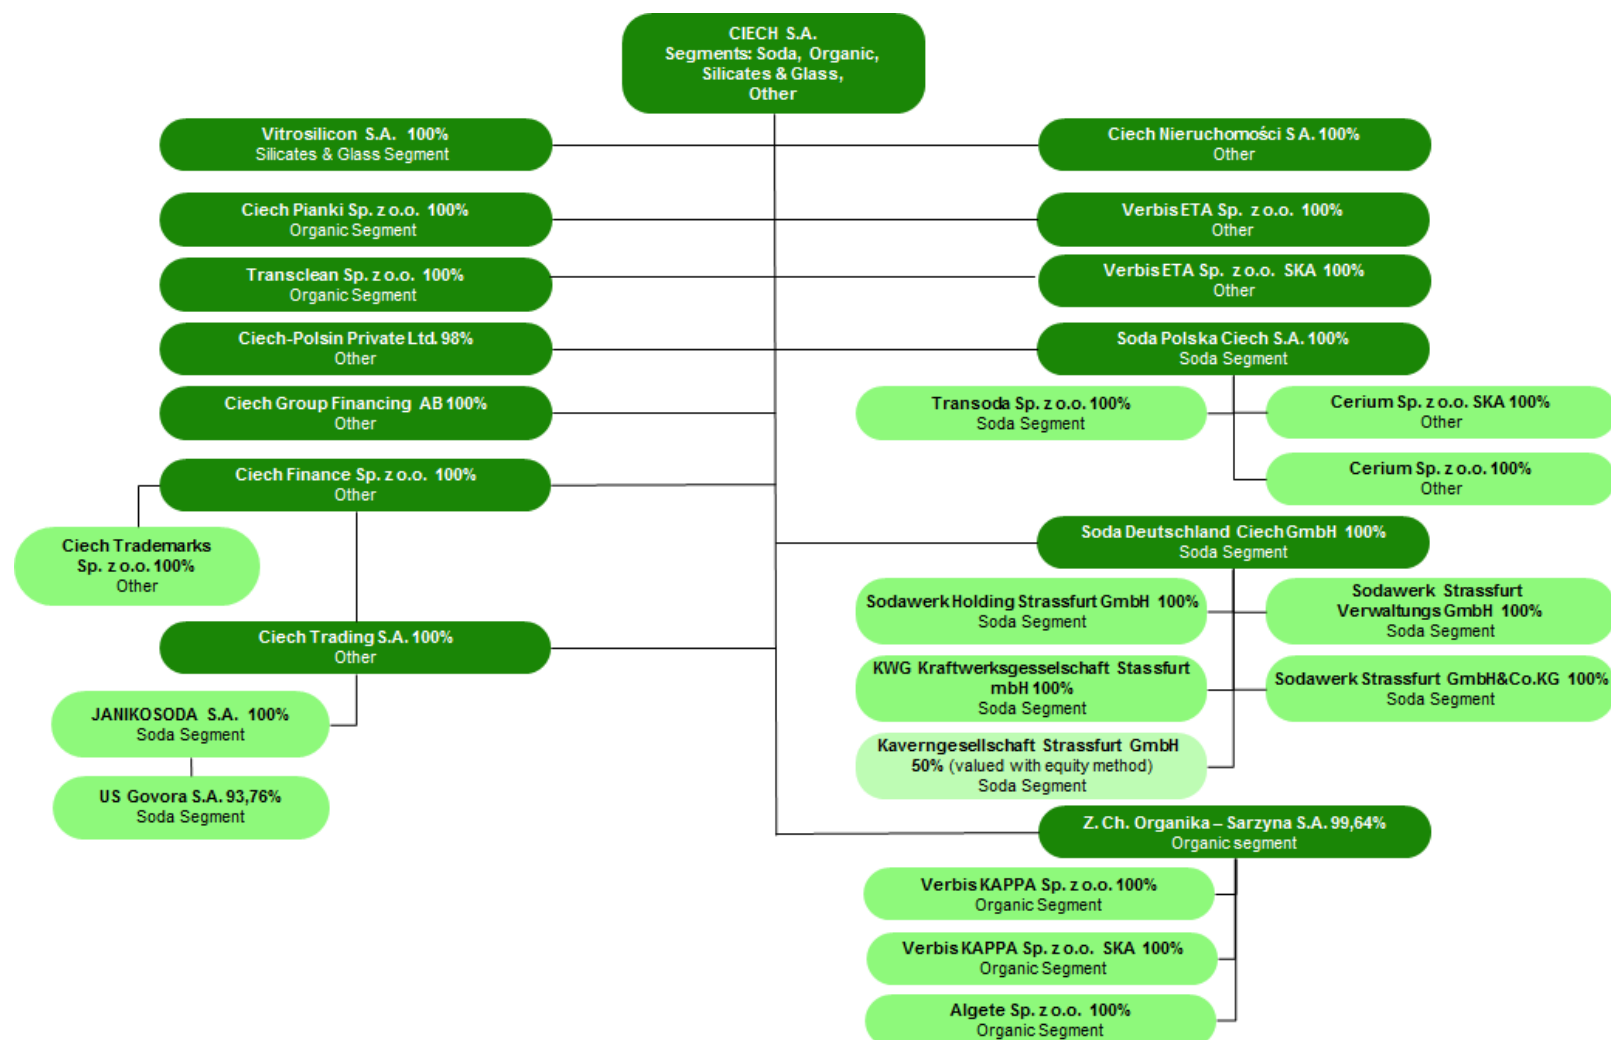 CIECH S.A.
Segments: Soda, Organic,
Silicates & Glass,
Other
Vitrosilicon S.A. 100%
Silicates & Glass Segment
Ciech Nieruchomości S A. 100%
Other
Ciech Pianki Sp. z o.o. 100%
Organic Segment
Verbis ETA Sp. z o.o. 100%
Other
Transclean Sp. z o.o. 100%
Organic Segment
Verbis ETA Sp. z o.o. SKA 100%
Other
Ciech-Polsin Private Ltd. 98%
Other
Soda Polska Ciech S.A. 100%
Soda Segment
Ciech Group Financing AB 100%
Other
Transoda Sp. z o.o. 100%
Soda Segment
Cerium Sp. z o.o. SKA 100%
Other
Ciech Finance Sp. z o.o. 100%
Other
Cerium Sp. z o.o. 100%
Other
Ciech Trademarks
Sp. z o.o. 100%
Other
Soda Deutschland Ciech GmbH 100%
Soda Segment
Sodawerk Holding Strassfurt GmbH 100%
Soda Segment
Sodawerk Strassfurt
Verwaltungs GmbH 100%
Soda Segment
Ciech Trading S.A. 100%
Other
KWG Kraftwerksgesselschaft Stassfurt
mbH 100%
Soda Segment
Sodawerk Strassfurt GmbH&Co.KG 100%
Soda Segment
JANIKOSODA S.A. 100%
Soda Segment
Kaverngesellschaft Strassfurt GmbH
50% (valued with equity method)
Soda Segment
US Govora S.A. 93,76%
Soda Segment
Z. Ch. Organika – Sarzyna S.A. 99,64%
Organic segment
Verbis KAPPA Sp. z o.o. 100%
Organic Segment
Verbis KAPPA Sp. z o.o. SKA 100%
Organic Segment
Algete Sp. z o.o. 100%
Organic Segment